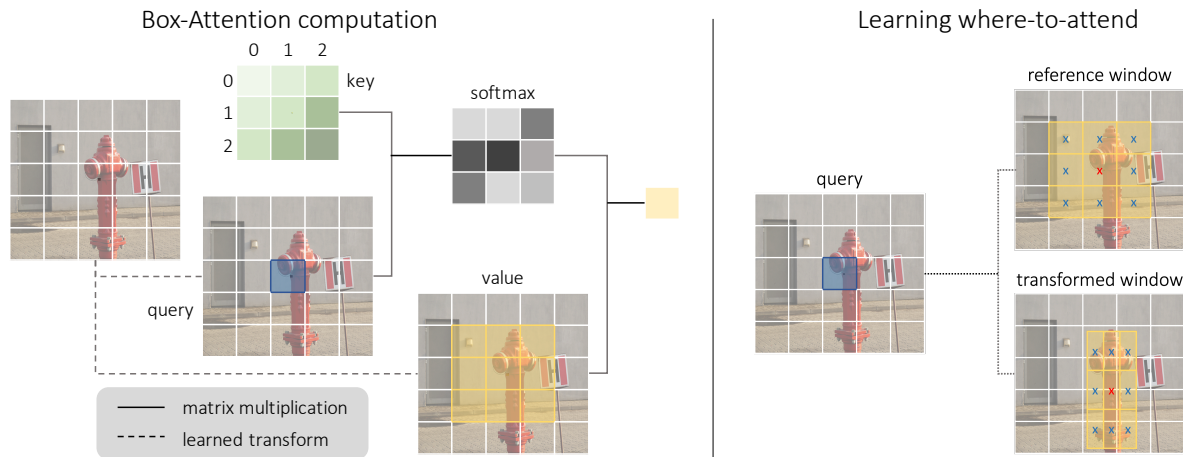 Box-Attention computation
0 1 2
0
key
1
2
softmax
query
value
matrix multiplication
learned transform
Learning where-to-attend
reference window
x x x
x x x
x x x
query
transformed window
x x x
x x x
x x x